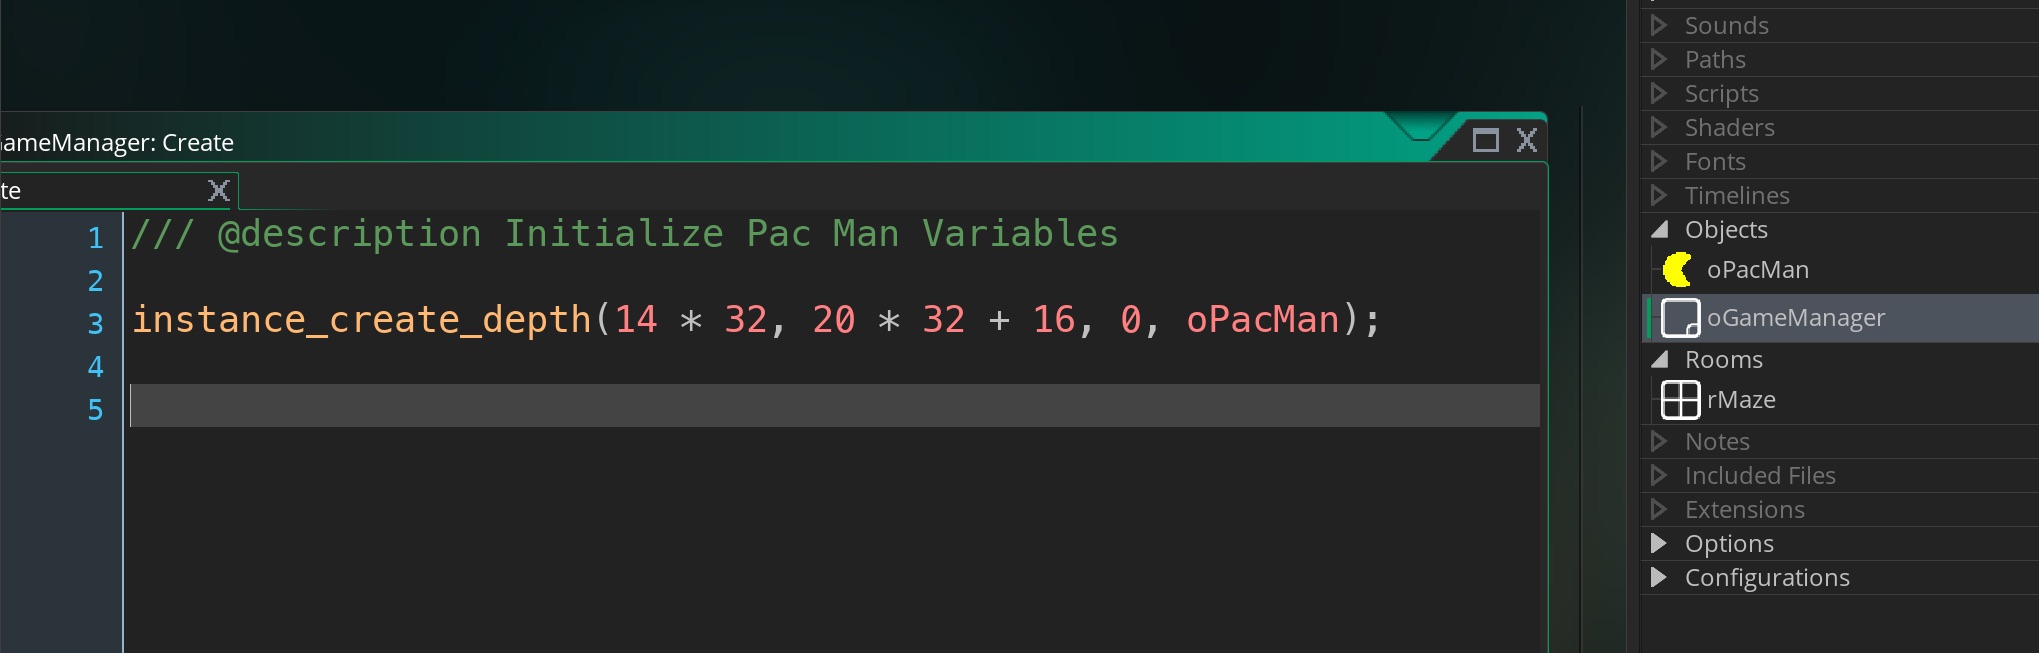 Sounds
Paths
Scripts
Shaders
Fonts
Timelines
Objects
oPacMan
oGameManager
Rooms
rMaze
Notes
Included Files
Extensions
Options
Configurations
ameManager: Create
te
1 /// @description Initialize Pac Man Variables
2
3 instance_create_depth(14 * 32, 20 * 32 + 16, 0, oPacMan);
4
5